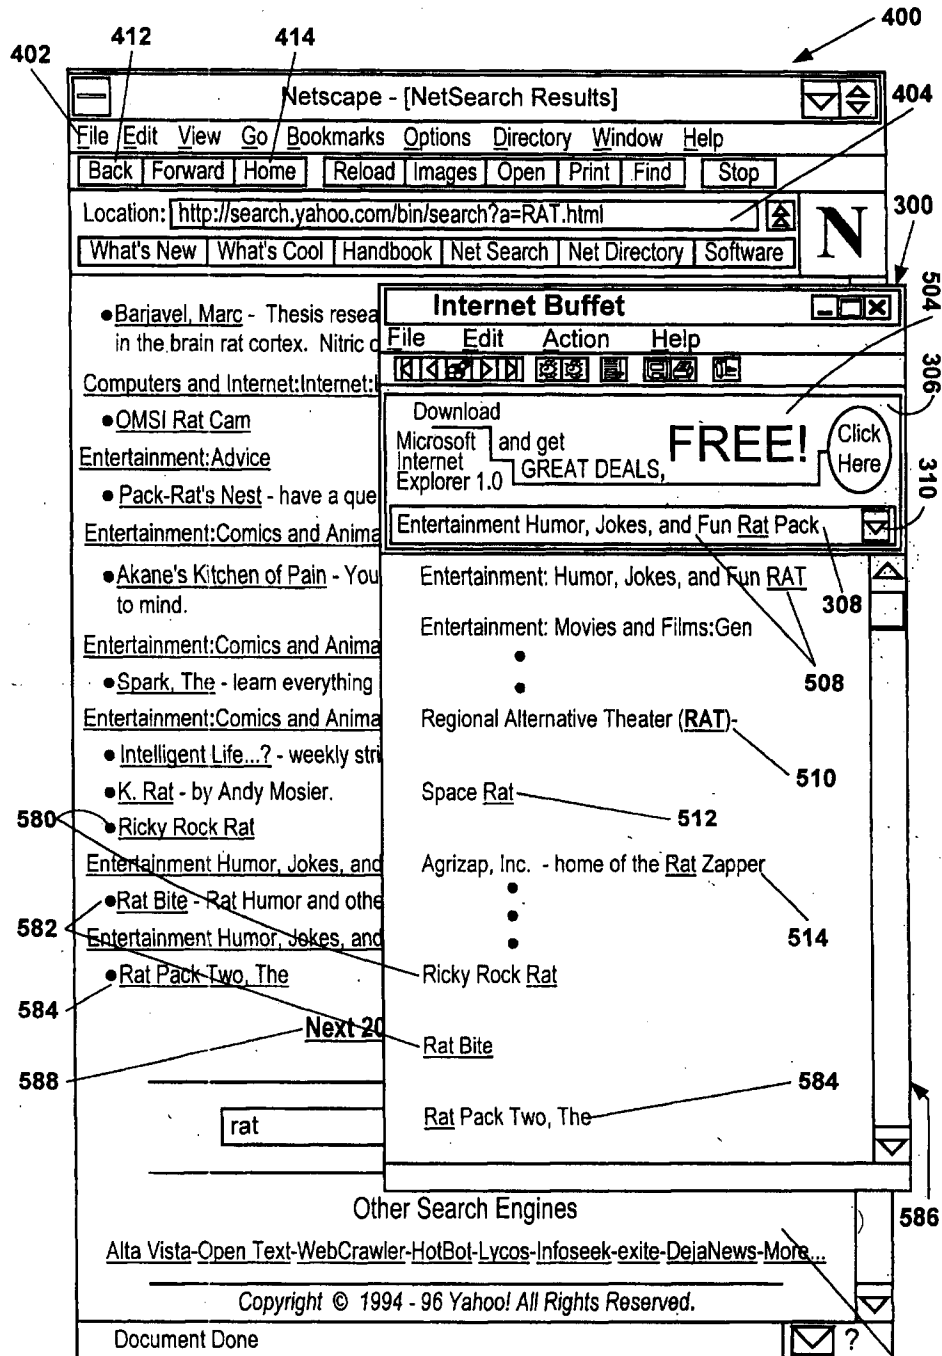 400
412 414
402
Netscape - [NetSearch Results]
404
File Edit View Go Bookmarks Options Directory Window Help
Back Forward Home Reload Images Open Print Find Stop
Location: http://search.yahoo.com/bin/search?a=RAT.html
N
300
What's New What's Cool Handbook Net Search Net Directory Software
504
Internet Buffet
File Edit Action Help
306
Download
Microsoft and get
Internet
Explorer 1.0 GREAT DEALS,
FREE!
Click
Here
310
Entertainment Humor, Jokes, and Fun Rat Pack
308
Entertainment: Humor, Jokes, and Fun RAT
Entertainment: Movies and Films:Gen
508
Regional Alternative Theater (RAT)-
510
Space Rat
512
Agrizap, Inc. - home of the Rat Zapper
514
Ricky Rock Rat
Rat Bite
584
Rat Pack Two, The
586
• Barjavel, Marc - Thesis resea
in the brain rat cortex. Nitric
Computers and Internet:Internet:
• OMSI Rat Cam
Entertainment:Advice
• Pack-Rat's Nest - have a que
Entertainment:Comics and Anima
• Akane's Kitchen of Pain - You
to mind.
Entertainment:Comics and Anima
• Spark, The - learn everything
Entertainment:Comics and Anima
• Intelligent Life...? - weekly stri
• K. Rat - by Andy Mosier.
580
• Ricky Rock Rat
Entertainment Humor, Jokes, and
• Rat Bite - Rat Humor and othe
582
Entertainment Humor, Jokes, and
• Rat Pack Two, The
584
Next 20
588
rat
Other Search Engines
Alta Vista-Open Text-WebCrawler-HotBot-Lycos-Infoseek-exite-DejaNews-More...
Copyright © 1994 - 96 Yahoo! All Rights Reserved.
Document Done ?